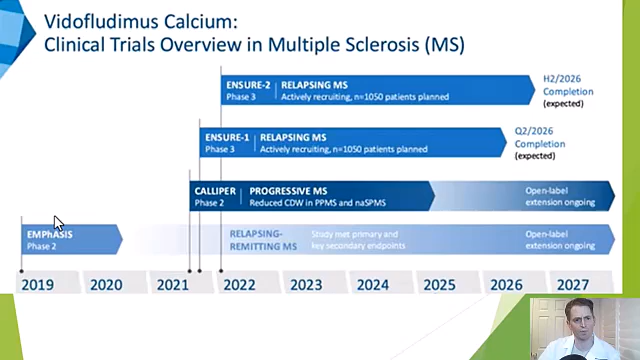 Vidofludimus Calcium:
Clinical Trials Overview in Multiple Sclerosis (MS)
ENSURE-2 RELAPSING MS
Phase 3 Actively recruiting, n=1050 patients planned
H2/2026
Completion
(expected)
ENSURE-1 RELAPSING MS
Phase 3 Actively recruiting, n=1050 patients planned
Q2/2026
Completion
(expected)
CALLIPER PROGRESSIVE MS
Phase 2 Reduced CDW in PPMS and naSPMS
Open-label
extension ongoing
EMPhASIS
Phase 2
RELAPSING-
REMITTING MS
Study met primary and
key secondary endpoints
Open-label
extension ongoing
2019 2020 2021 2022 2023 2024 2025 2026 2027